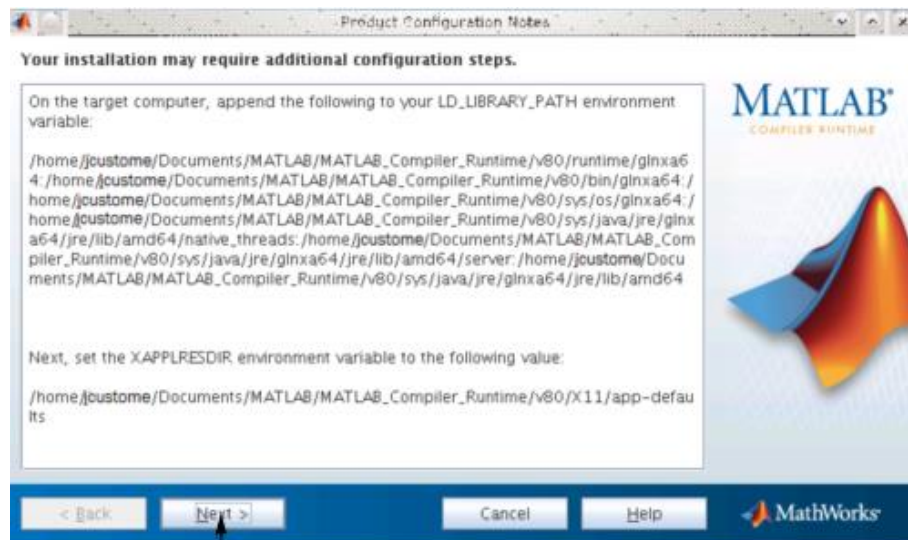 Product Configuration Notes
Your installation may require additional configuration steps.
On the target computer, append the following to your LD_LIBRARY_PATH environment
variable:
/home/jcustome/Documents/MATLAB/MATLAB_Compiler_Runtime/v80/runtime/glnxa6
4:/home/jcustome/Documents/MATLAB/MATLAB_Compiler_Runtime/v80/bin/glnxa64:/
home/jcustome/Documents/MATLAB/MATLAB_Compiler_Runtime/v80/sys/os/glnxa64:/
home/jcustome/Documents/MATLAB/MATLAB_Compiler_Runtime/v80/sys/java/jre/glnx
a64/jre/lib/amd64/native_threads:/home/jcustome/Documents/MATLAB/MATLAB_Com
piler_Runtime/v80/sys/java/jre/glnxa64/jre/lib/amd64/server:/home/jcustome/Docu
ments/MATLAB/MATLAB_Compiler_Runtime/v80/sys/java/jre/glnxa64/jre/lib/amd64
Next, set the XAPPLRESDIR environment variable to the following value:
/home/jcustome/Documents/MATLAB/MATLAB_Compiler_Runtime/v80/X11/app-defau
lts
MATLAB®
COMPILER RUNTIME
< Back
Next >
Cancel
Help
MathWorks®